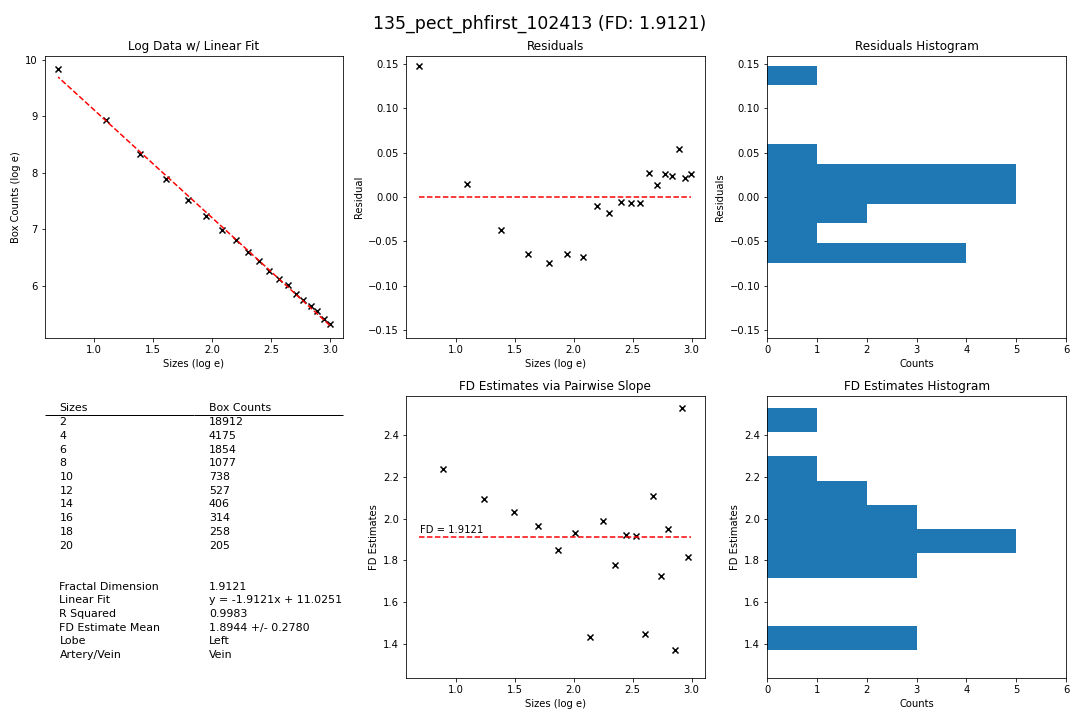 135_pect_phfirst_102413 (FD: 1.9121)
Log Data w/ Linear Fit
Box Counts (log e)
10
9
8
7
6
1.0 1.5 2.0 2.5 3.0
Sizes (log e)
Residuals
Residual
0.15
0.10
0.05
0.00
−0.05
−0.10
−0.15
1.0 1.5 2.0 2.5 3.0
Sizes (log e)
Residuals Histogram
Residuals
0.15
0.10
0.05
0.00
−0.05
−0.10
−0.15
0 1 2 3 4 5 6
Counts
Sizes Box Counts
2 18912
4 4175
6 1854
8 1077
10 738
12 527
14 406
16 314
18 258
20 205
Fractal Dimension 1.9121
Linear Fit y = -1.9121x + 11.0251
R Squared 0.9983
FD Estimate Mean 1.8944 +/- 0.2780
Lobe Left
Artery/Vein Vein
FD Estimates via Pairwise Slope
FD Estimates
2.4
2.2
2.0
1.8
1.6
1.4
FD = 1.9121
1.0 1.5 2.0 2.5 3.0
Sizes (log e)
FD Estimates Histogram
FD Estimates
2.4
2.2
2.0
1.8
1.6
1.4
0 1 2 3 4 5 6
Counts